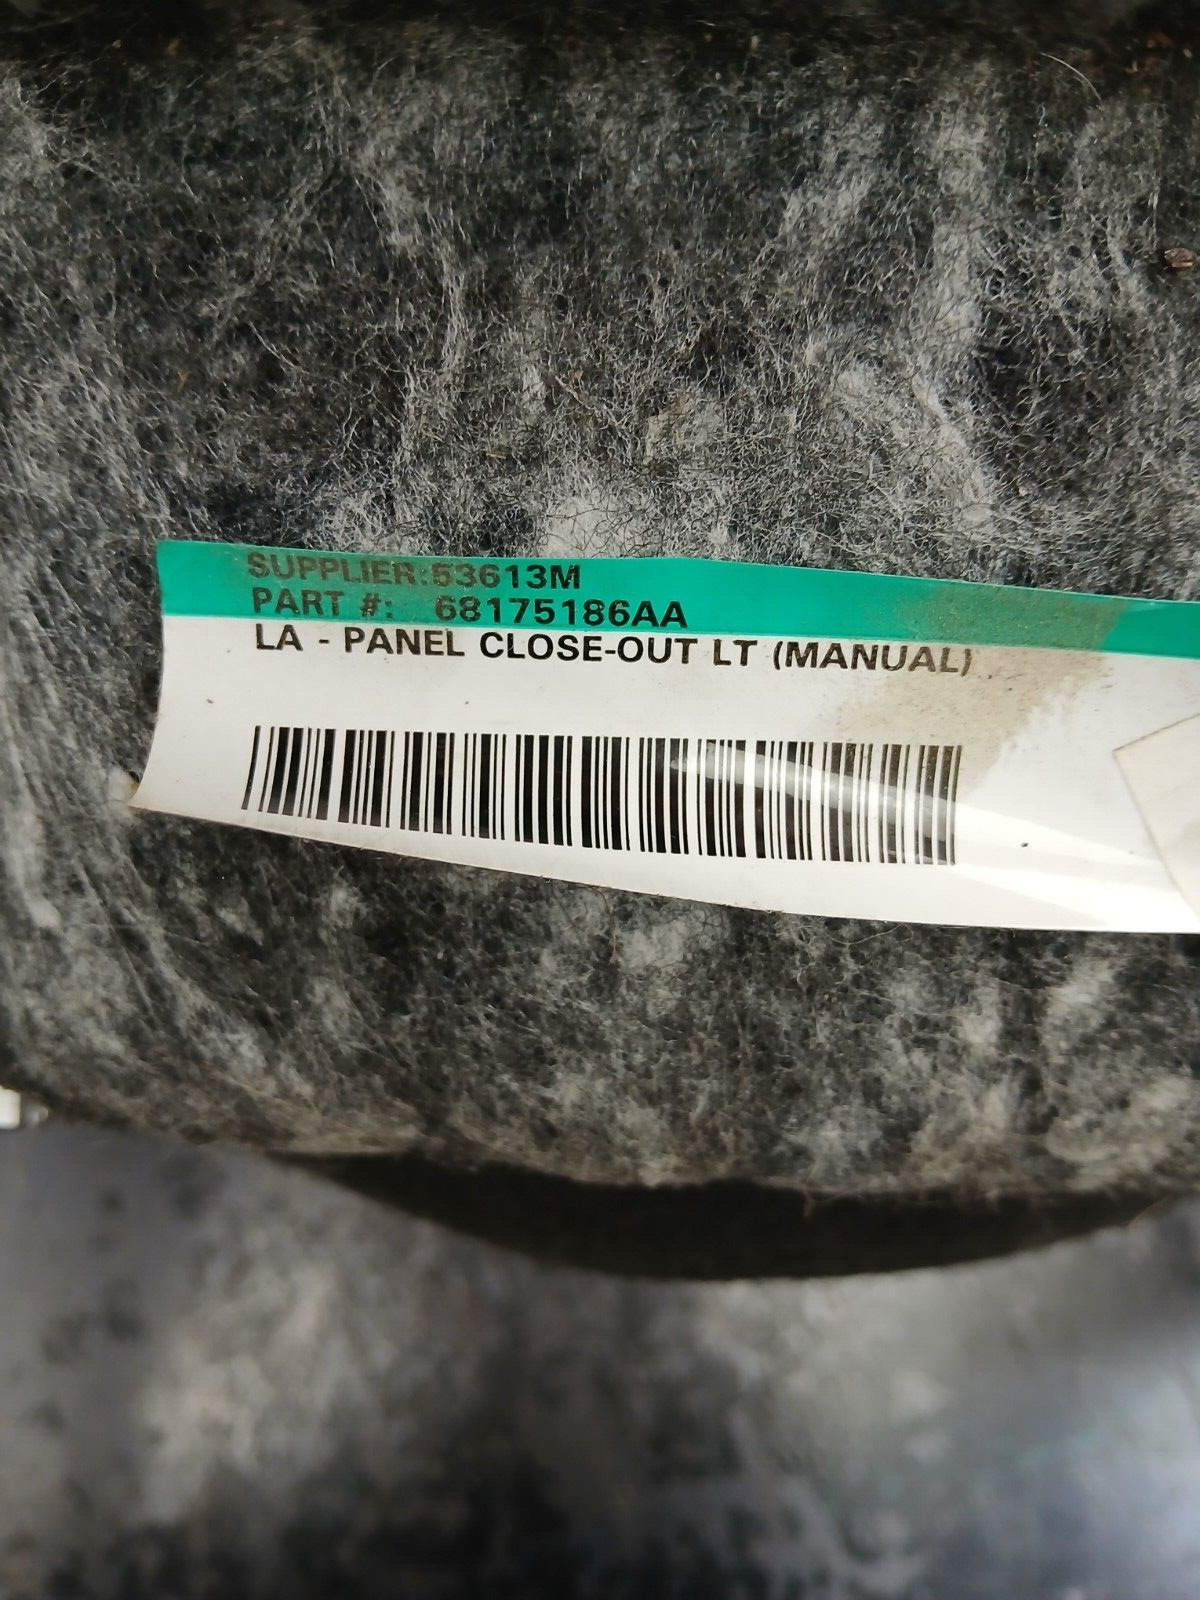 SUPPLIER:53613M
PART #: 68175186AA
LA - PANEL CLOSE-OUT LT (MANUAL)